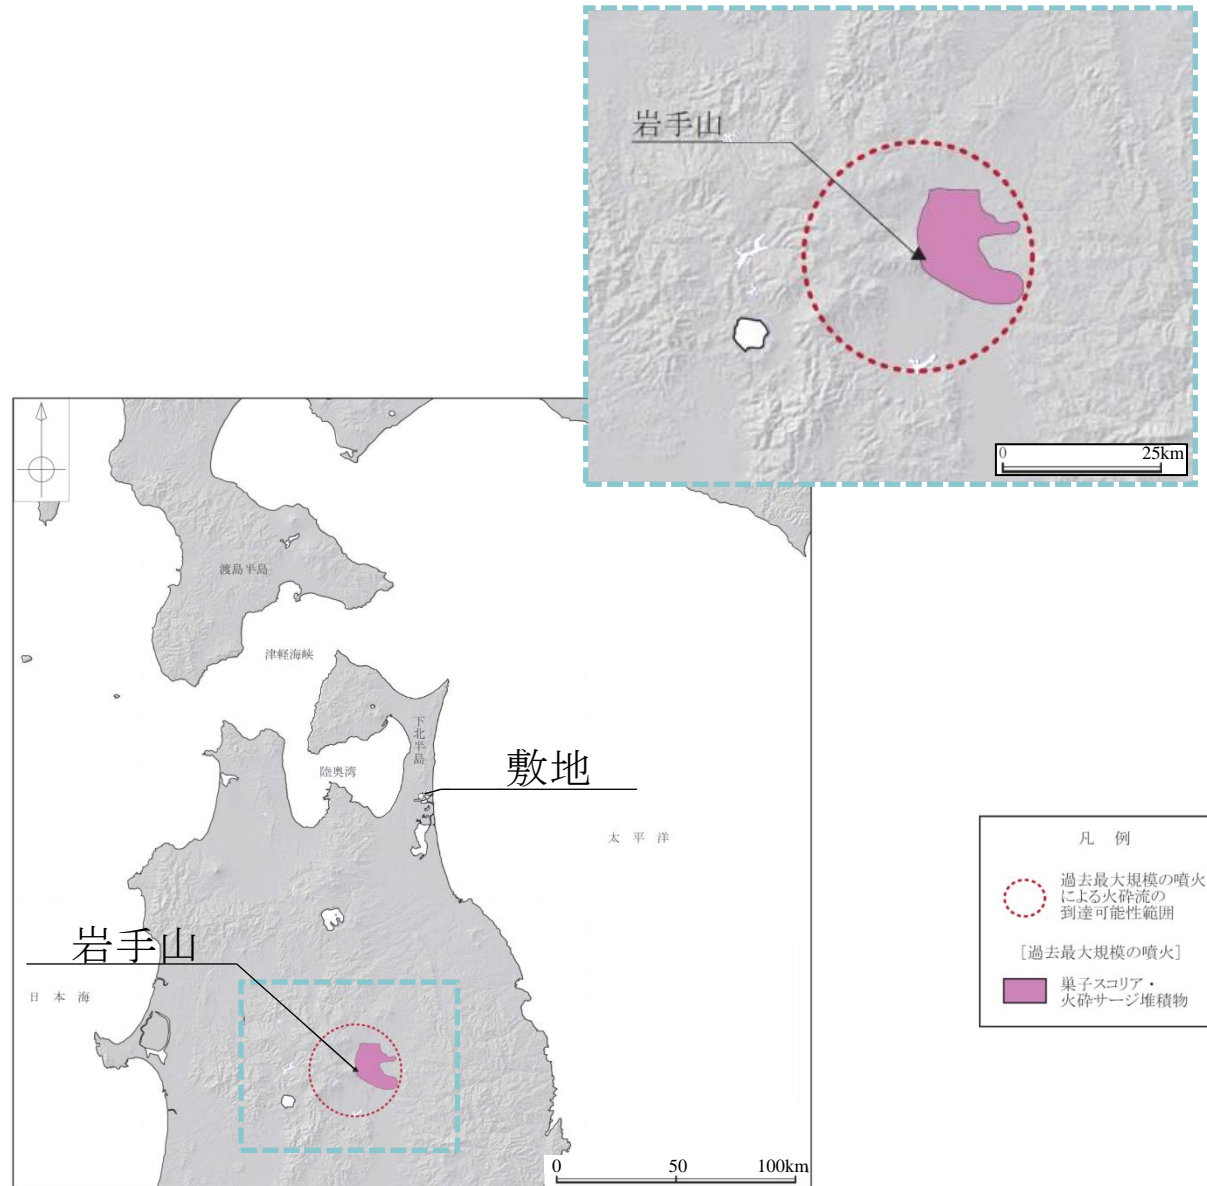 岩手山
0
25km
渡島半島
津軽海峡
下北半島
陸奥湾
敷地
太平洋
岩手山
日本海
0
50
100km
凡例
過去最大規模の噴火
による火砕流の
到達可能性範囲
[過去最大規模の噴火]
巣子スコリア・
火砕サージ堆積物